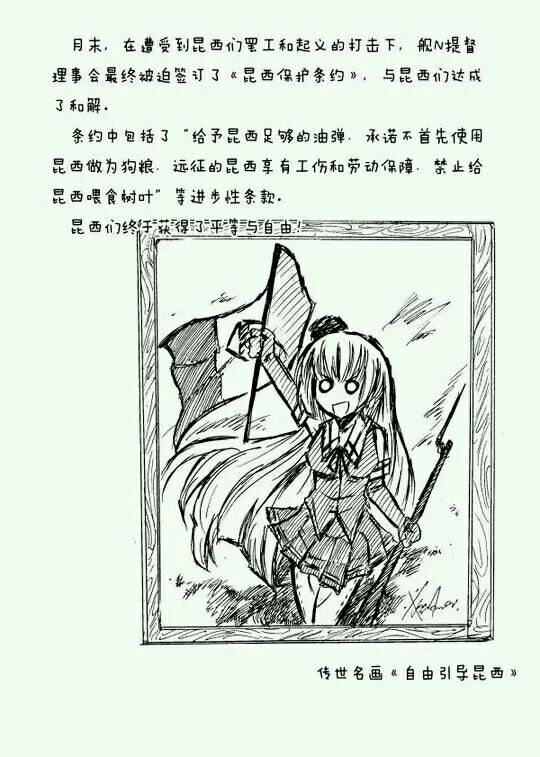 月末，在遭受到昆西们罢工和起义的打击下，舰N提督
理事会最终被迫签订了《昆西保护条约》，与昆西们达成
了和解。
条约中包括了“给予昆西足够的油弹，承诺不首先使用
昆西做为狗粮，远征的昆西享有工伤和劳动保障，禁止给
昆西喂食树叶”等进步性条款。
昆西们终于获得了平等与自由！
传世名画《自由引导昆西》